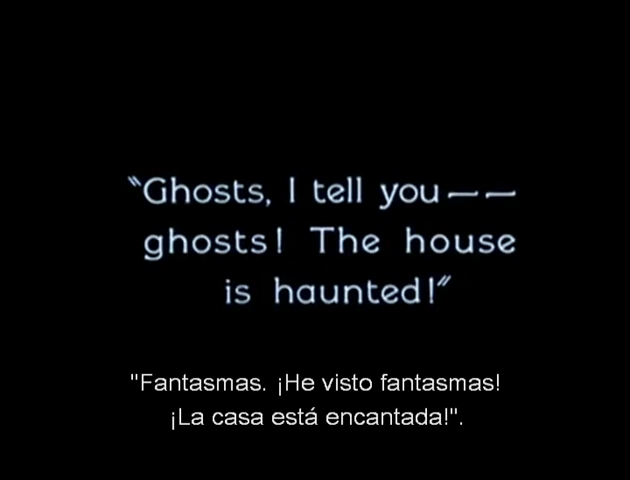 "Ghosts, I tell you——
ghosts! The house
is haunted!"
"Fantasmas. ¡He visto fantasmas!
¡La casa está encantada!".